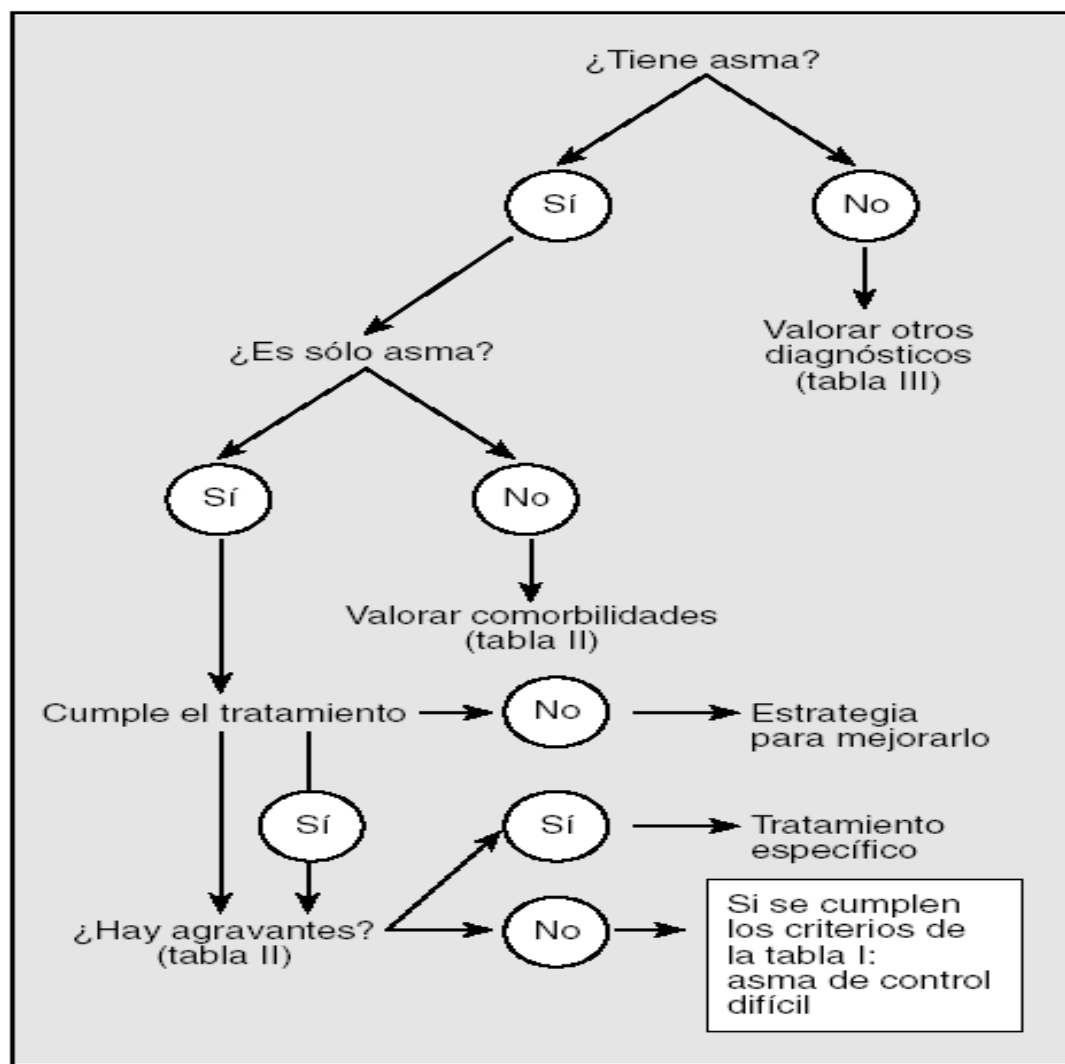 ¿Tiene asma?
Sí
No
Valorar otros
diagnósticos
(tabla III)
¿Es sólo asma?
Sí
No
Valorar comorbilidades
(tabla II)
Cumple el tratamiento
No
Estrategia
para mejorarlo
Sí
Sí
Tratamiento
específico
¿Hay agravantes?
(tabla II)
No
Si se cumplen
los criterios de
la tabla I:
asma de control
difícil